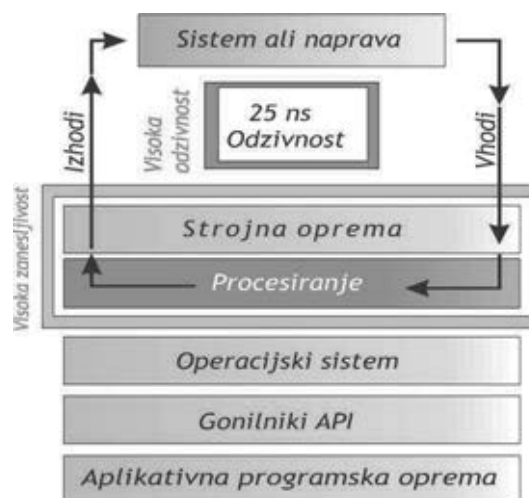 Sistem ali naprava
Izhodi
Visoka
odzivnost
25 ns
Odzivnost
Vhodi
Visoka zanesljivost
Strojna oprema
Procesiranje
Operacijski sistem
Gonilniki API
Aplikativna programska oprema